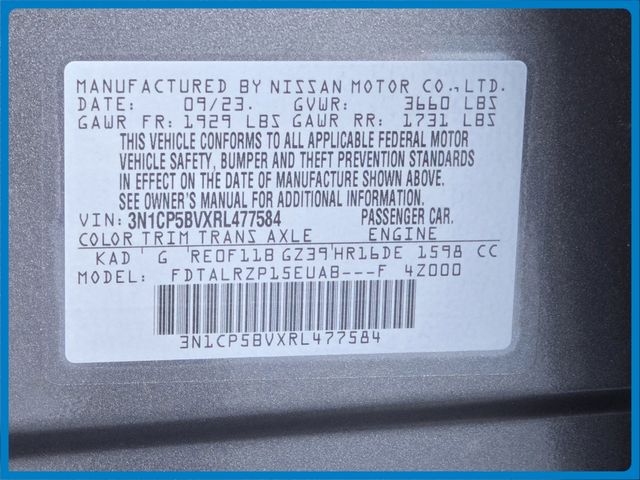 MANUFACTURED BY NISSAN MOTOR CO.,LTD.
DATE: 09/23. GVWR: 3660 LBS
GAWR FR: 1929 LBS GAWR RR: 1731 LBS
THIS VEHICLE CONFORMS TO ALL APPLICABLE FEDERAL MOTOR
VEHICLE SAFETY, BUMPER AND THEFT PREVENTION STANDARDS
IN EFFECT ON THE DATE OF MANUFACTURE SHOWN ABOVE.
SEE OWNER'S MANUAL FOR ADDITIONAL INFORMATION.
VIN: 3N1CP5BVXRL477584 PASSENGER CAR.
COLOR TRIM TRANS AXLE ENGINE
KAD G RE0F11B GZ39 HR16DE 1598 CC
MODEL: FDTALRZP15EUAB---F 4Z000
3N1CP5BVXRL477584